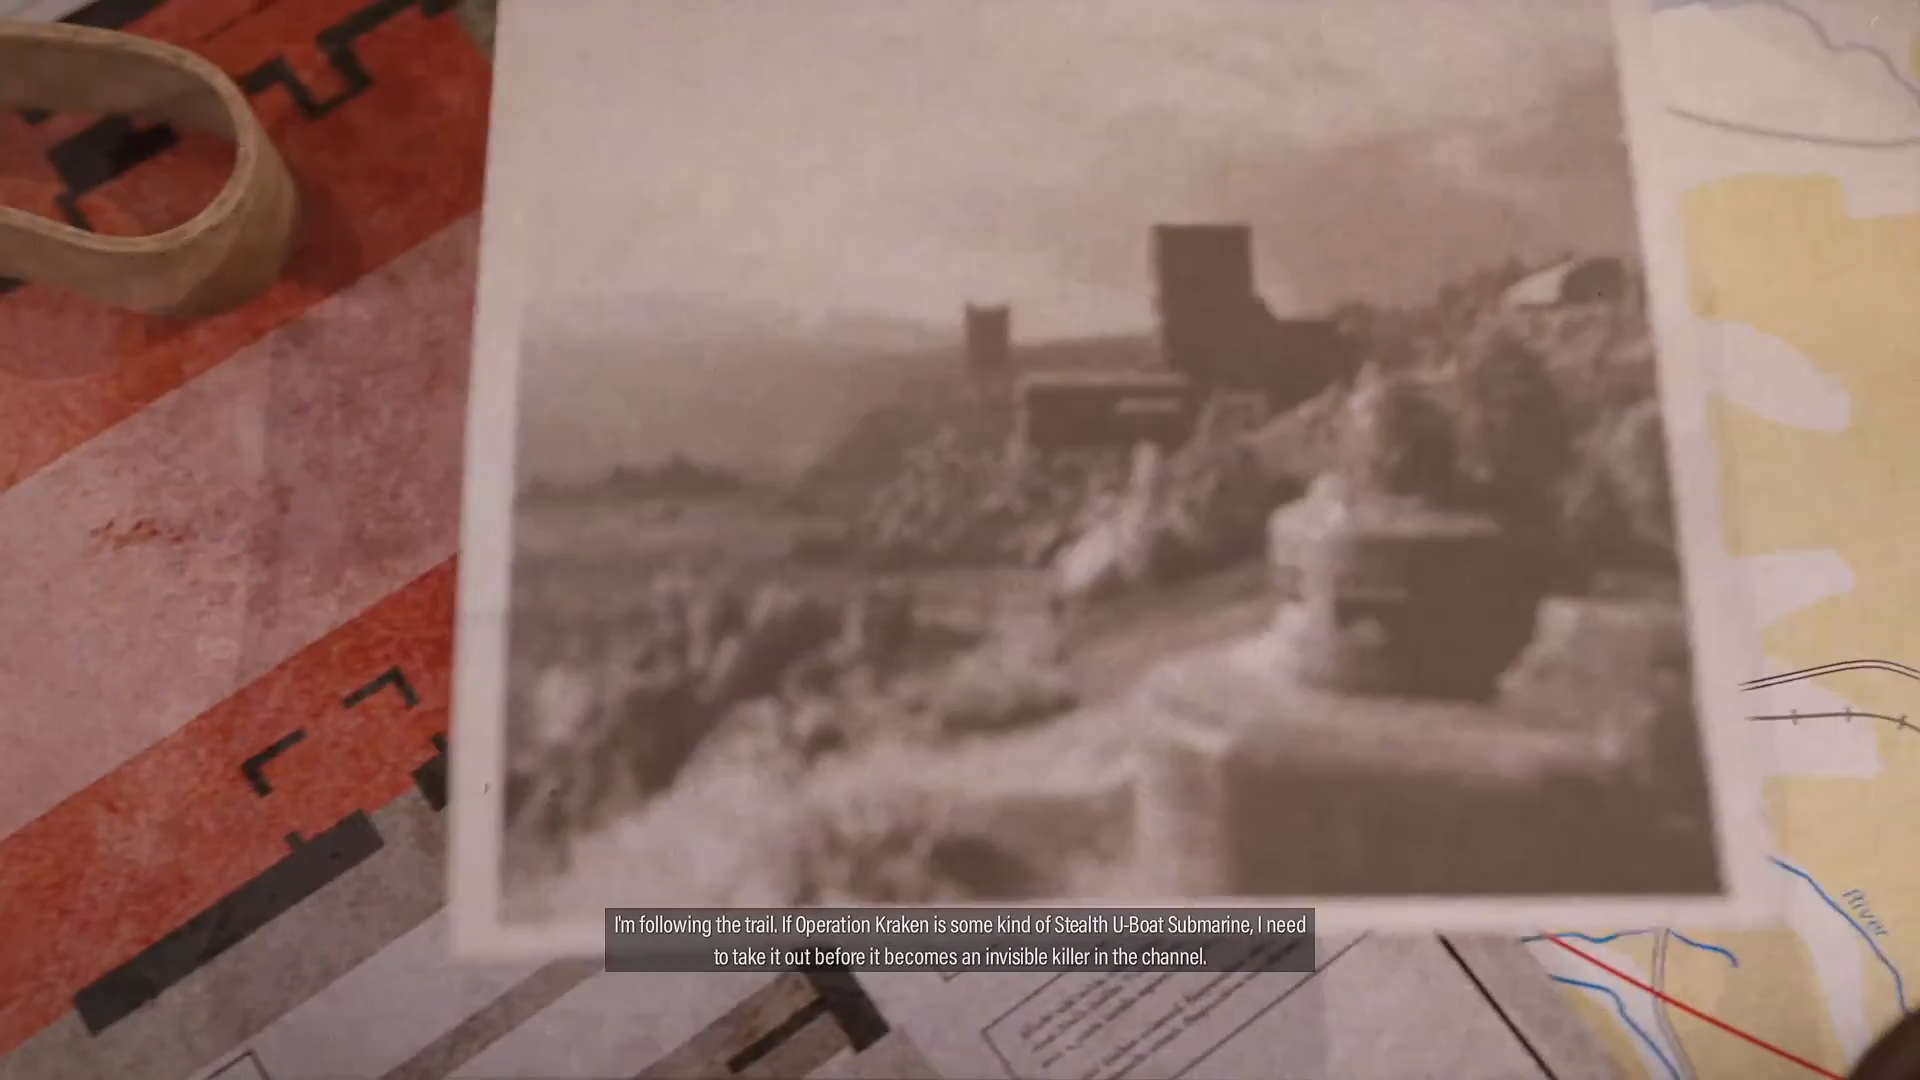 River
I'm following the trail. If Operation Kraken is some kind of Stealth U-Boat Submarine, I need
to take it out before it becomes an invisible killer in the channel.